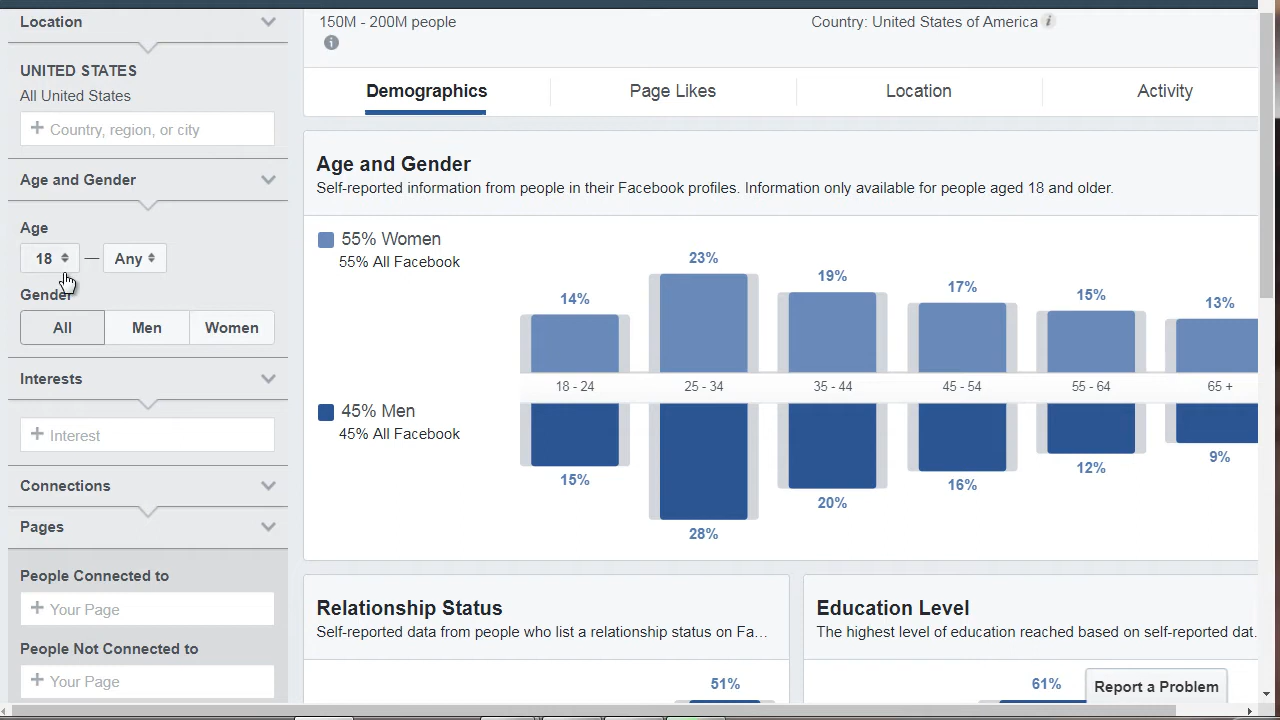 Location
UNITED STATES
All United States
Country, region, or city
Age and Gender
Age
18 — Any
Gender
All Men Women
Interests
Interest
Connections
Pages
People Connected to
Your Page
People Not Connected to
Your Page
150M - 200M people
Country: United States of America
Demographics Page Likes Location Activity
Age and Gender
Self-reported information from people in their Facebook profiles. Information only available for people aged 18 and older.
55% Women
55% All Facebook
14% 23% 19% 17% 15% 13%
18 - 24 25 - 34 35 - 44 45 - 54 55 - 64 65 +
45% Men
45% All Facebook
15% 28% 20% 16% 12% 9%
Relationship Status
Self-reported data from people who list a relationship status on Fa...
51%
Education Level
The highest level of education reached based on self-reported dat.
61%
Report a Problem